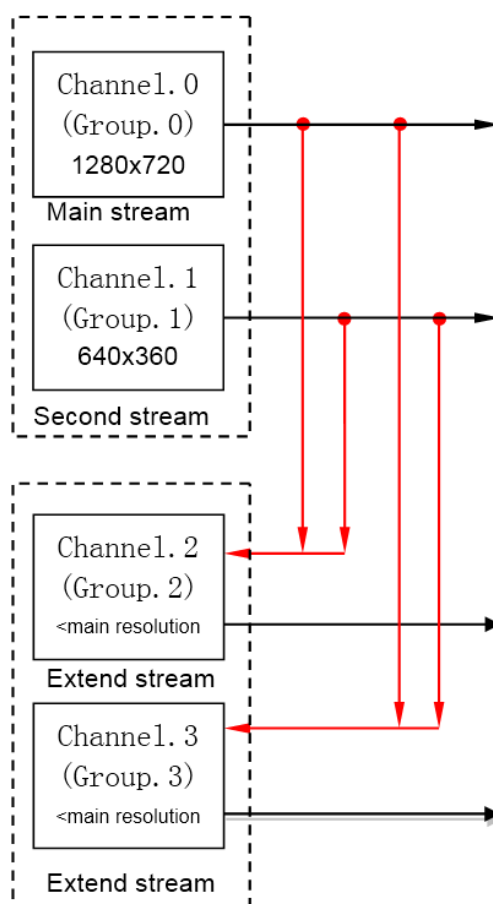 Channel.0
(Group.0)
1280x720
Main stream
Channel.1
(Group.1)
640x360
Second stream
Channel.2
(Group.2)
<main resolution
Extend stream
Channel.3
(Group.3)
<main resolution
Extend stream